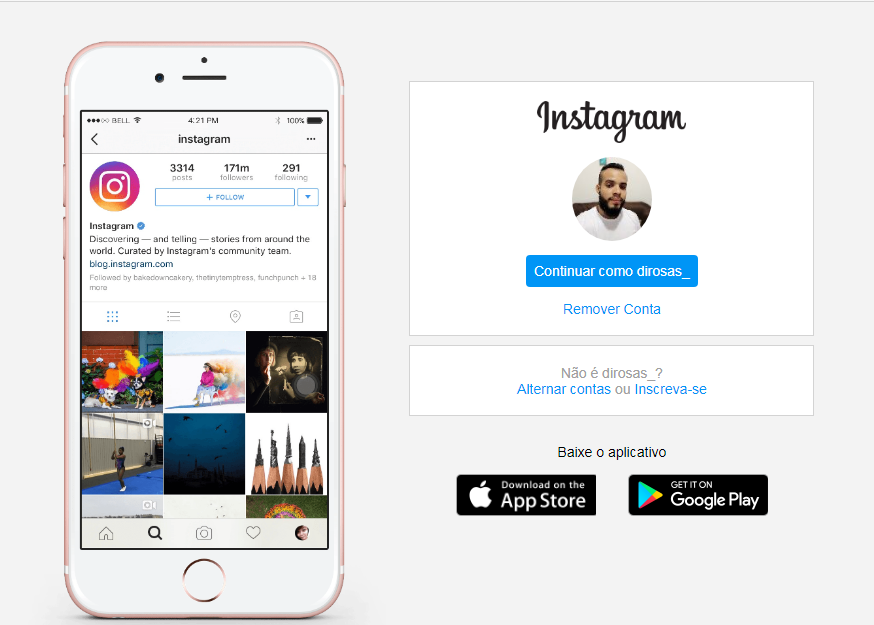 BELL 4:21 PM 100%
instagram
3314 171m 291
posts followers following
+ FOLLOW
Instagram
Discovering — and telling — stories from around the
world. Curated by Instagram's community team.
blog.instagram.com
Followed by bakedowncakery, thetinytemptress, funchpunch + 18
more
Instagram
Continuar como dirosas_
Remover Conta
Não é dirosas_?
Alternar contas ou Inscreva-se
Baixe o aplicativo
Download on the
App Store
GET IT ON
Google Play